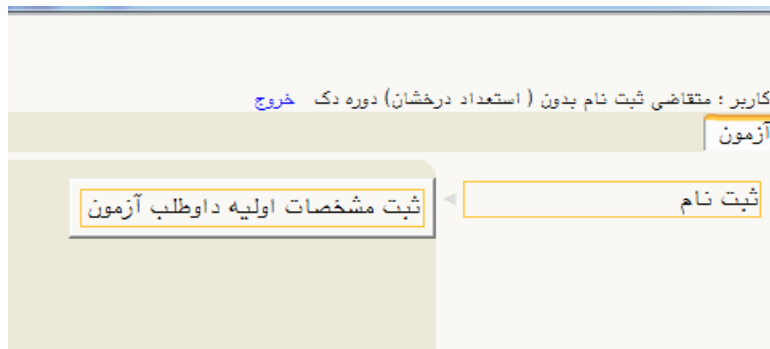 کاربر : متقاضی ثبت نام بدون ( استعداد درخشان) دوره دک خروج
آزمون
ثبت نام
ثبت مشخصات اولیه داوطلب آزمون